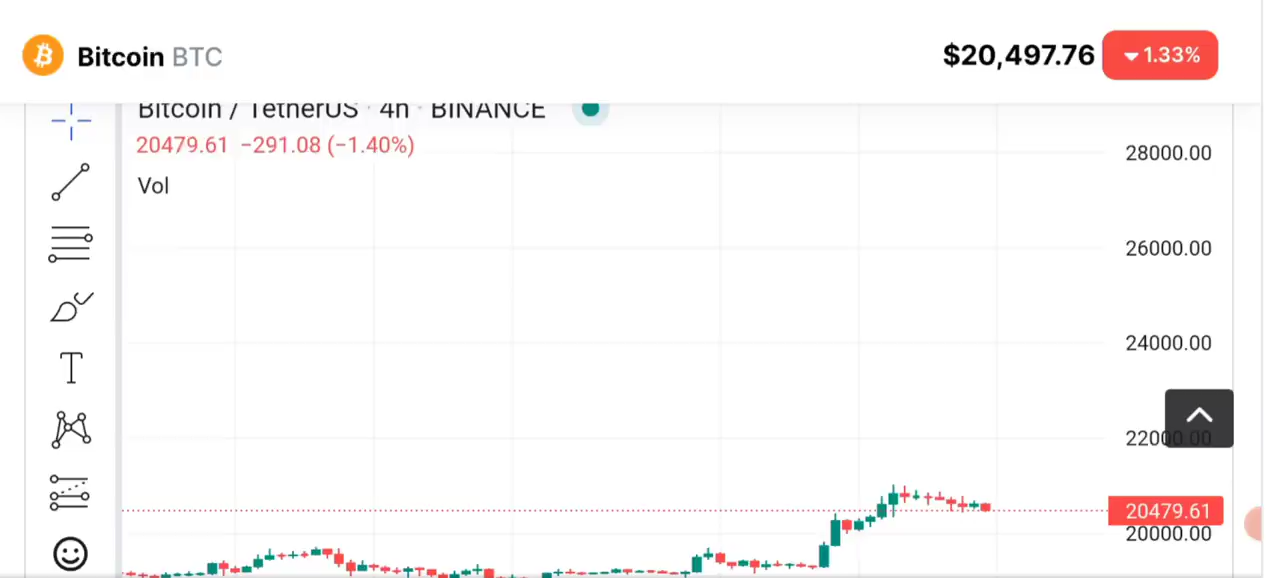 Bitcoin BTC
$20,497.76 1.33%
Bitcoin / TetherUS · 4h · BINANCE
20479.61 −291.08 (−1.40%)
Vol
28000.00
26000.00
24000.00
22000.00
20479.61
20000.00